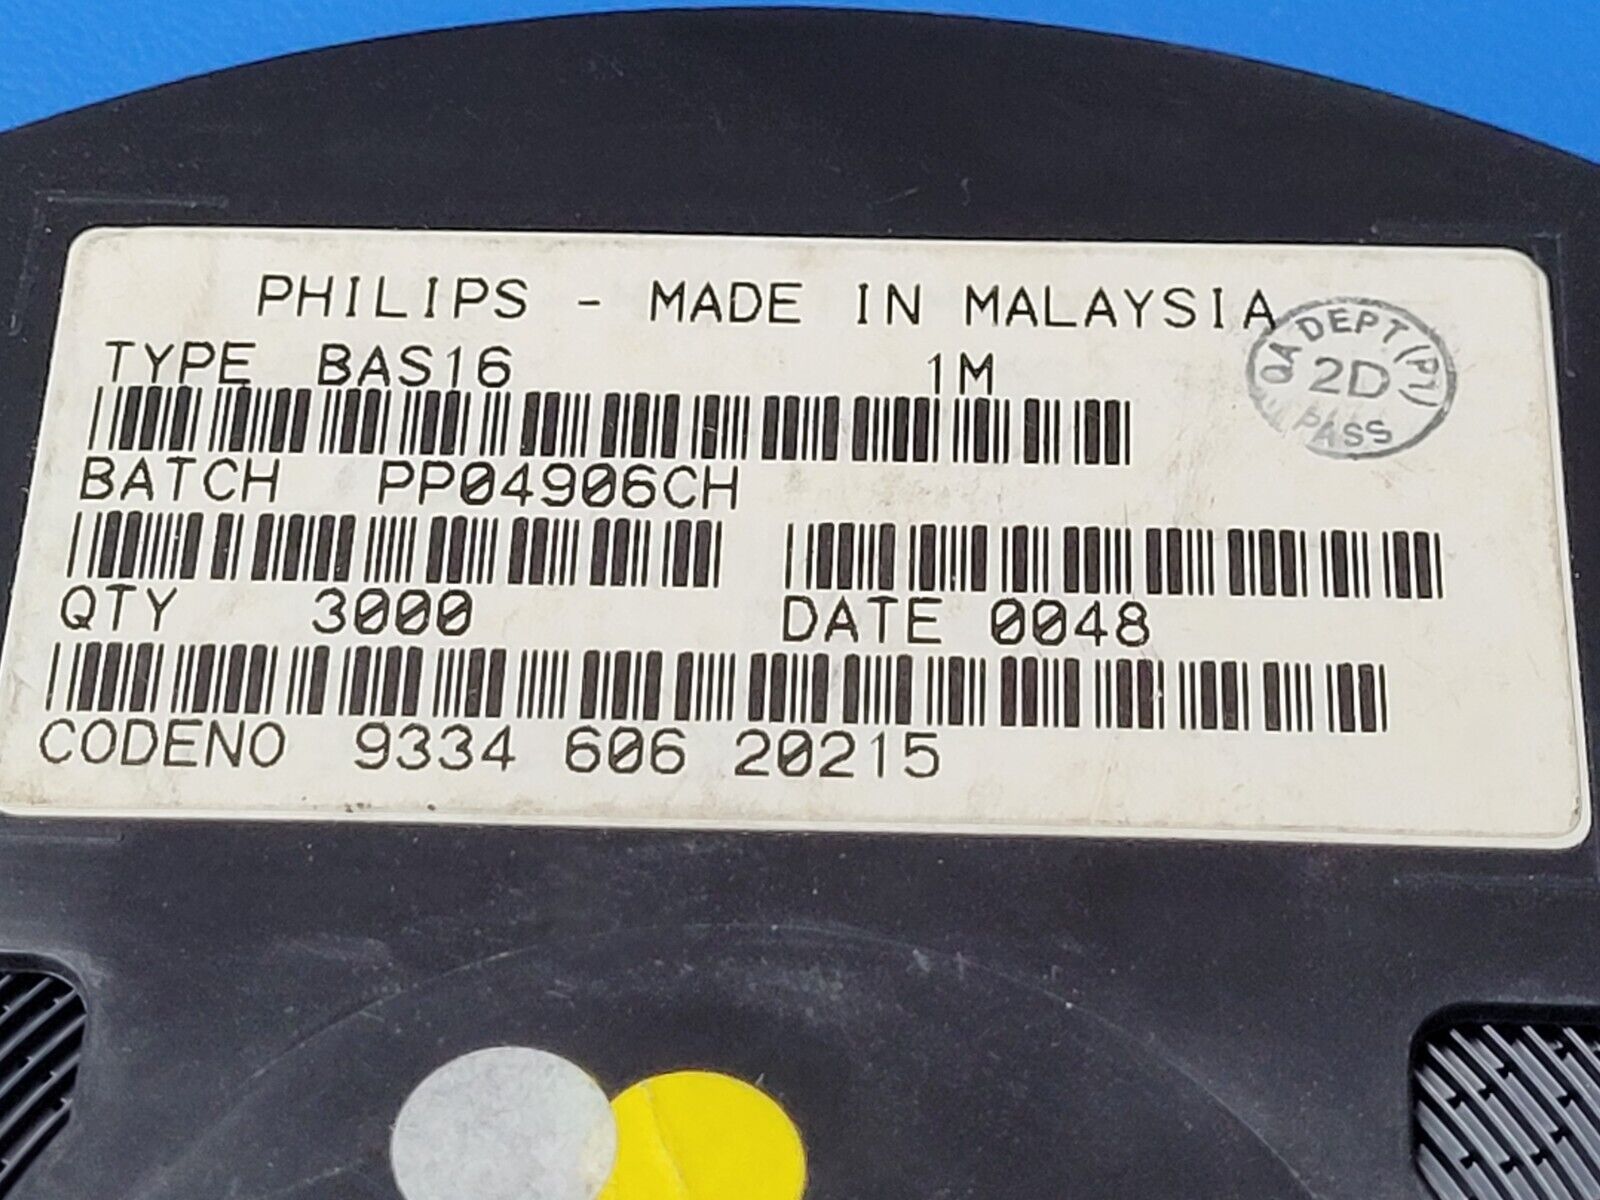 PHILIPS - MADE IN MALAYSIA
TYPE BAS16 1M
QA DEPT (P1)
2D
PASS
BATCH PP04906CH
QTY 3000 DATE 0048
CODENO 9334 606 20215